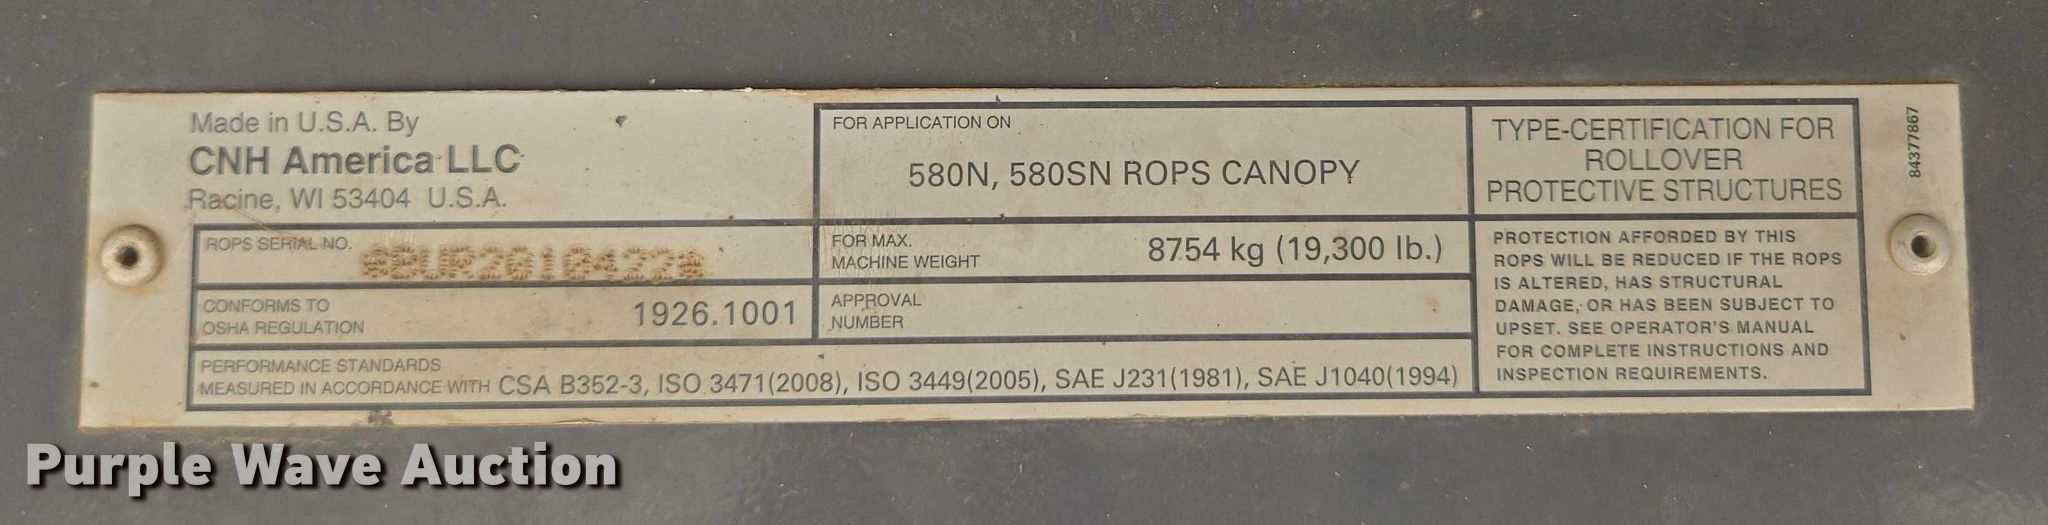 Made in U.S.A. By
CNH America LLC
Racine, WI 53404 U.S.A.
FOR APPLICATION ON
580N, 580SN ROPS CANOPY
TYPE-CERTIFICATION FOR
ROLLOVER
PROTECTIVE STRUCTURES
84377867
ROPS SERIAL NO.
FOR MAX.
MACHINE WEIGHT
8754 kg (19,300 lb.)
CONFORMS TO
OSHA REGULATION
1926.1001
APPROVAL
NUMBER
PERFORMANCE STANDARDS
MEASURED IN ACCORDANCE WITH CSA B352-3, ISO 3471(2008), ISO 3449(2005), SAE J231(1981), SAE J1040(1994)
PROTECTION AFFORDED BY THIS
ROPS WILL BE REDUCED IF THE ROPS
IS ALTERED, HAS STRUCTURAL
DAMAGE, OR HAS BEEN SUBJECT TO
UPSET. SEE OPERATOR'S MANUAL
FOR COMPLETE INSTRUCTIONS AND
INSPECTION REQUIREMENTS.
Purple Wave Auction